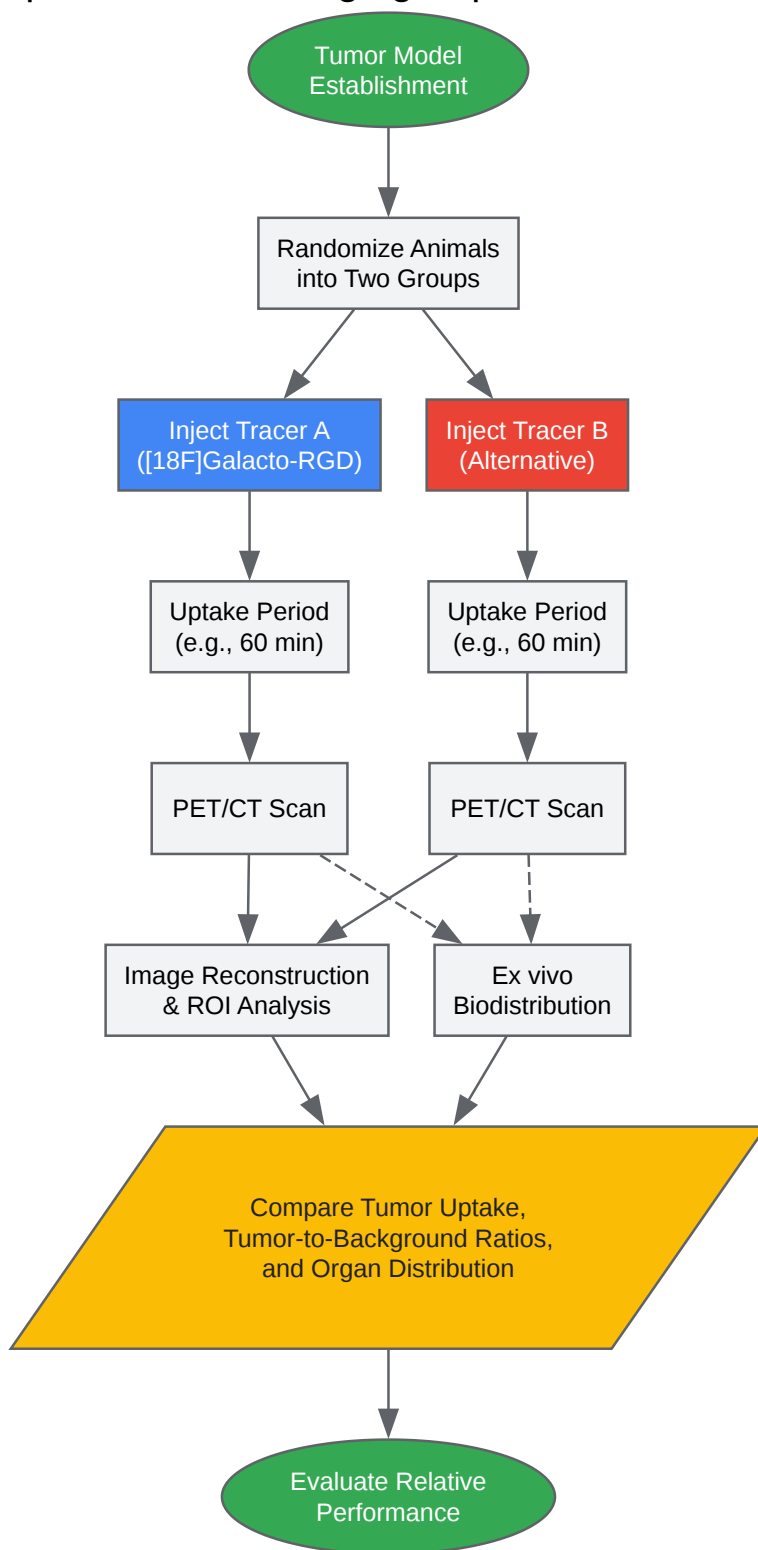 Tumor Model
Establishment
Randomize Animals
into Two Groups
Inject Tracer A
([18F]Galacto-RGD)
Inject Tracer B
(Alternative)
Uptake Period
(e.g., 60 min)
Uptake Period
(e.g., 60 min)
PET/CT Scan
PET/CT Scan
Image Reconstruction
& ROI Analysis
Ex vivo
Biodistribution
Compare Tumor Uptake,
Tumor-to-Background Ratios,
and Organ Distribution
Evaluate Relative
Performance